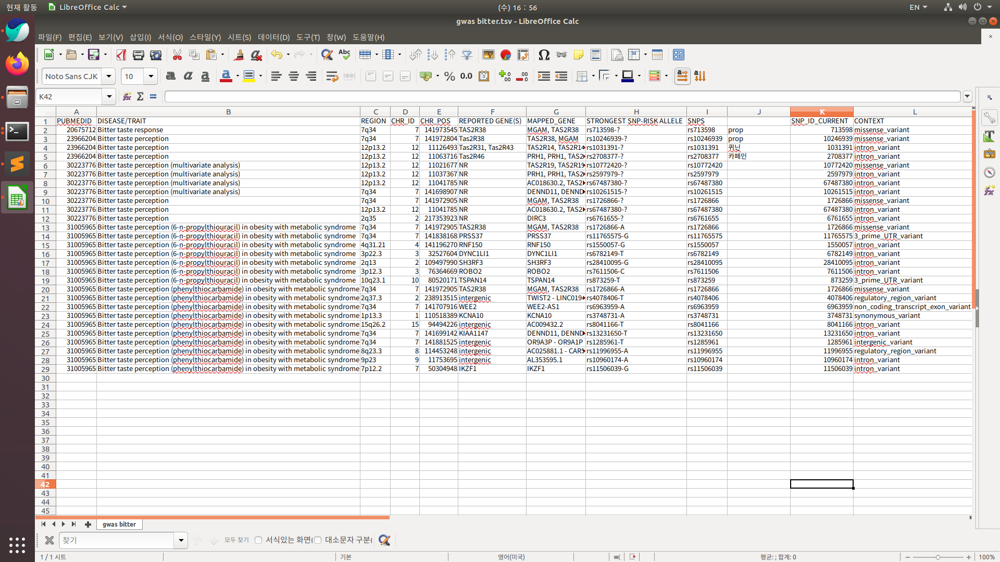 현재 활동 LibreOffice Calc (수) 16 : 56 EN
gwas bitter.tsv - LibreOffice Calc
파일(F) 편집(E) 보기(V) 삽입(I) 서식(O) 스타일(Y) 시트(S) 데이터(D) 도구(T) 창(W) 도움말(H)
Noto Sans CJK 10
K42
A B C D E F G H I J K L
1 PUBMEDID DISEASE/TRAIT REGION CHR_ID CHR_POS REPORTED GENE(S) MAPPED_GENE STRONGEST SNP-RISK ALLELE SNPS SNP_ID_CURRENT CONTEXT
2 20675712 Bitter taste response 7q34 7 141973545 TAS2R38 MGAM, TAS2R38 rs713598-? rs713598 prop 713598 missense_variant
3 23966204 Bitter taste perception 7q34 7 141972804 Tas2R38 TAS2R38, MGAM rs10246939-? rs10246939 prop 10246939 missense_variant
4 23966204 Bitter taste perception 12p13.2 12 11126493 Tas2R31, Tas2R43 TAS2R14, TAS2R14 rs1031391-? rs1031391 퀴닌 1031391 intron_variant
5 23966204 Bitter taste perception 12p13.2 12 11063716 Tas2R46 PRH1, PRH1, TAS2 rs2708377-? rs2708377 카페인 2708377 intron_variant
6 30223776 Bitter taste perception (multivariate analysis) 12p13.2 12 11021677 NR TAS2R19, TAS2R19 rs10772420-? rs10772420 10772420 missense_variant
7 30223776 Bitter taste perception (multivariate analysis) 12p13.2 12 11037367 NR PRH1, PRH1, TAS2 rs2597979-? rs2597979 2597979 intron_variant
8 30223776 Bitter taste perception (multivariate analysis) 12p13.2 12 11041785 NR AC018630.2, TAS2 rs67487380-? rs67487380 67487380 intron_variant
9 30223776 Bitter taste perception (multivariate analysis) 7q34 7 141698907 NR DENND11, DENND rs10261515-? rs10261515 10261515 intron_variant
10 30223776 Bitter taste perception 7q34 7 141972905 NR MGAM, TAS2R38 rs1726866-? rs1726866 1726866 missense_variant
11 30223776 Bitter taste perception 12p13.2 12 11041785 NR AC018630.2, TAS2 rs67487380-? rs67487380 67487380 intron_variant
12 30223776 Bitter taste perception 2q35 2 217353923 NR DIRC3 rs6761655-? rs6761655 6761655 intron_variant
13 31005965 Bitter taste perception (6-n-propylthiouracil) in obesity with metabolic syndrome 7q34 7 141972905 TAS2R38 MGAM, TAS2R38 rs1726866-A rs1726866 1726866 missense_variant
14 31005965 Bitter taste perception (6-n-propylthiouracil) in obesity with metabolic syndrome 7q34 7 141838168 PRSS37 PRSS37 rs11765575-G rs11765575 11765575 3_prime_UTR_variant
15 31005965 Bitter taste perception (6-n-propylthiouracil) in obesity with metabolic syndrome 4q31.21 4 141196270 RNF150 RNF150 rs1550057-G rs1550057 1550057 intron_variant
16 31005965 Bitter taste perception (6-n-propylthiouracil) in obesity with metabolic syndrome 3p22.3 3 32527604 DYNC1LI1 DYNC1LI1 rs6782149-T rs6782149 6782149 intron_variant
17 31005965 Bitter taste perception (6-n-propylthiouracil) in obesity with metabolic syndrome 2q13 2 109497990 SH3RF3 SH3RF3 rs28410095-G rs28410095 28410095 intron_variant
18 31005965 Bitter taste perception (6-n-propylthiouracil) in obesity with metabolic syndrome 3p12.3 3 76364669 ROBO2 ROBO2 rs7611506-C rs7611506 7611506 intron_variant
19 31005965 Bitter taste perception (6-n-propylthiouracil) in obesity with metabolic syndrome 10q23.1 10 80520171 TSPAN14 TSPAN14 rs873259-T rs873259 873259 3_prime_UTR_variant
20 31005965 Bitter taste perception (phenylthiocarbamide) in obesity with metabolic syndrome 7q34 7 141972905 TAS2R38 MGAM, TAS2R38 rs1726866-A rs1726866 1726866 missense_variant
21 31005965 Bitter taste perception (phenylthiocarbamide) in obesity with metabolic syndrome 2q37.3 2 238913515 intergenic TWIST2 - LINC0194 rs4078406-T rs4078406 4078406 regulatory_region_variant
22 31005965 Bitter taste perception (phenylthiocarbamide) in obesity with metabolic syndrome 7q34 7 141707916 WEE2 WEE2-AS1 rs6963959-A rs6963959 6963959 non_coding_transcript_exon_variant
23 31005965 Bitter taste perception (phenylthiocarbamide) in obesity with metabolic syndrome 1p13.3 1 110518389 KCNA10 KCNA10 rs3748731-A rs3748731 3748731 synonymous_variant
24 31005965 Bitter taste perception (phenylthiocarbamide) in obesity with metabolic syndrome 15q26.2 15 94494226 intergenic AC009432.2 rs8041166-T rs8041166 8041166 intron_variant
25 31005965 Bitter taste perception (phenylthiocarbamide) in obesity with metabolic syndrome 7q34 7 141699142 KIAA1147 DENND11, DENND rs13231650-T rs13231650 13231650 intron_variant
26 31005965 Bitter taste perception (phenylthiocarbamide) in obesity with metabolic syndrome 7q34 7 141881525 intergenic OR9A3P - OR9A1P rs1285961-T rs1285961 1285961 intergenic_variant
27 31005965 Bitter taste perception (phenylthiocarbamide) in obesity with metabolic syndrome 8q23.3 8 114453248 intergenic AC025881.1 - CARS rs11996955-A rs11996955 11996955 regulatory_region_variant
28 31005965 Bitter taste perception (phenylthiocarbamide) in obesity with metabolic syndrome 9p23 9 11753695 intergenic AL353595.1 rs10960174-A rs10960174 10960174 intron_variant
29 31005965 Bitter taste perception (phenylthiocarbamide) in obesity with metabolic syndrome 7p12.2 7 50304948 IKZF1 IKZF1 rs11506039-G rs11506039 11506039 intron_variant
30
31
32
33
34
35
36
37
38
39
40
41
42
43
44
45
gwas bitter
찾기 모두 찾기 서식있는 화면( 대소문자 구분(
1 / 1 시트 기본 영어(미국) 평균: ; 합계: 0 100%